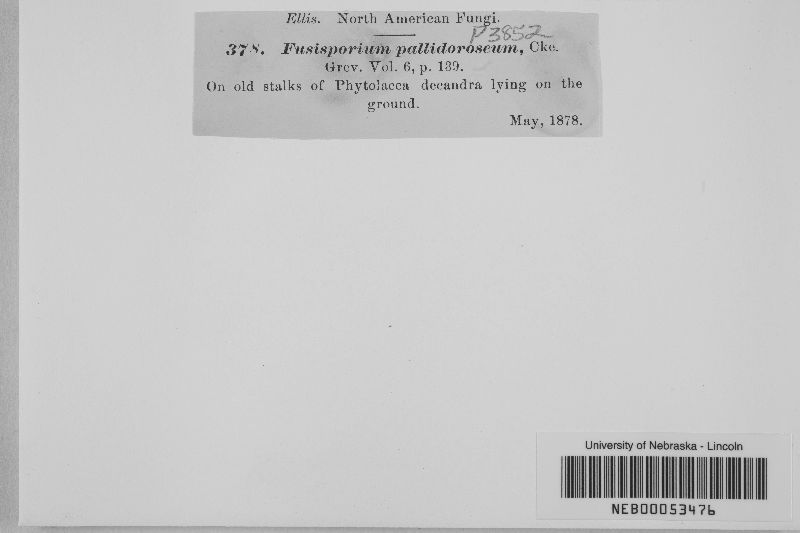 Ellis. North American Fungi.
P3852
378. Fusisporium pallidoroseum, Cke.
Grev. Vol. 6, p. 139.
On old stalks of Phytolacca decandra lying on the
ground.
May, 1878.
University of Nebraska - Lincoln
NEB00053476